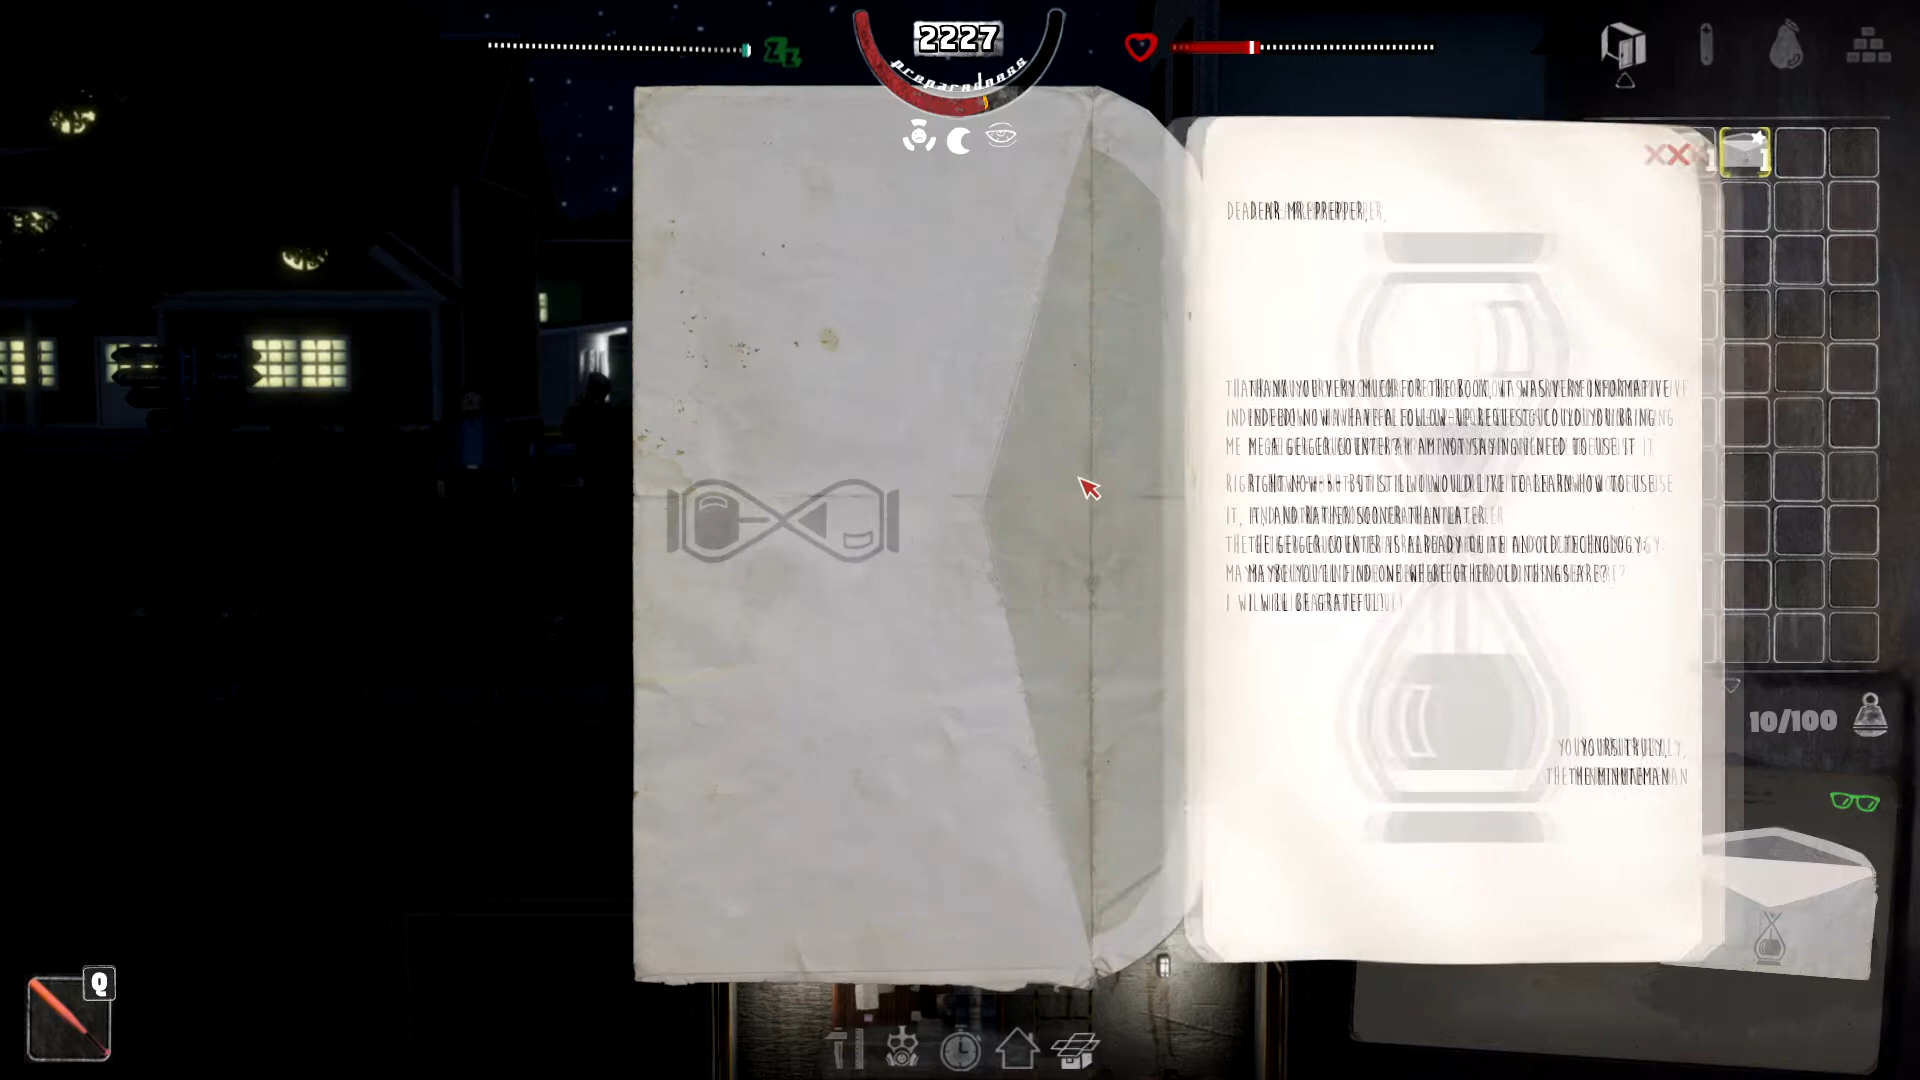 2227
preparedness
DEAR MR. PREPPER,
THANK YOU VERY MUCH FOR THE BOOK, IT WAS VERY INFORMATIVE
INDEED. NOW I HAVE A FOLLOW-UP REQUEST. COULD YOU BRING
ME A GEIGER COUNTER? I AM NOT SAYING I NEED TO USE IT
RIGHT NOW... BUT STILL I WOULD LIKE TO LEARN HOW TO USE
IT, AND RATHER SOONER THAN LATER.
THE GEIGER COUNTER IS ALREADY QUITE AN OLD TECHNOLOGY.
MAYBE YOU'LL FIND ONE WHERE OTHER OLD THINGS ARE?
I WILL BE GRATEFUL!
YOURS TRULY,
THE MINUTEMAN
1
1
10/100
Q